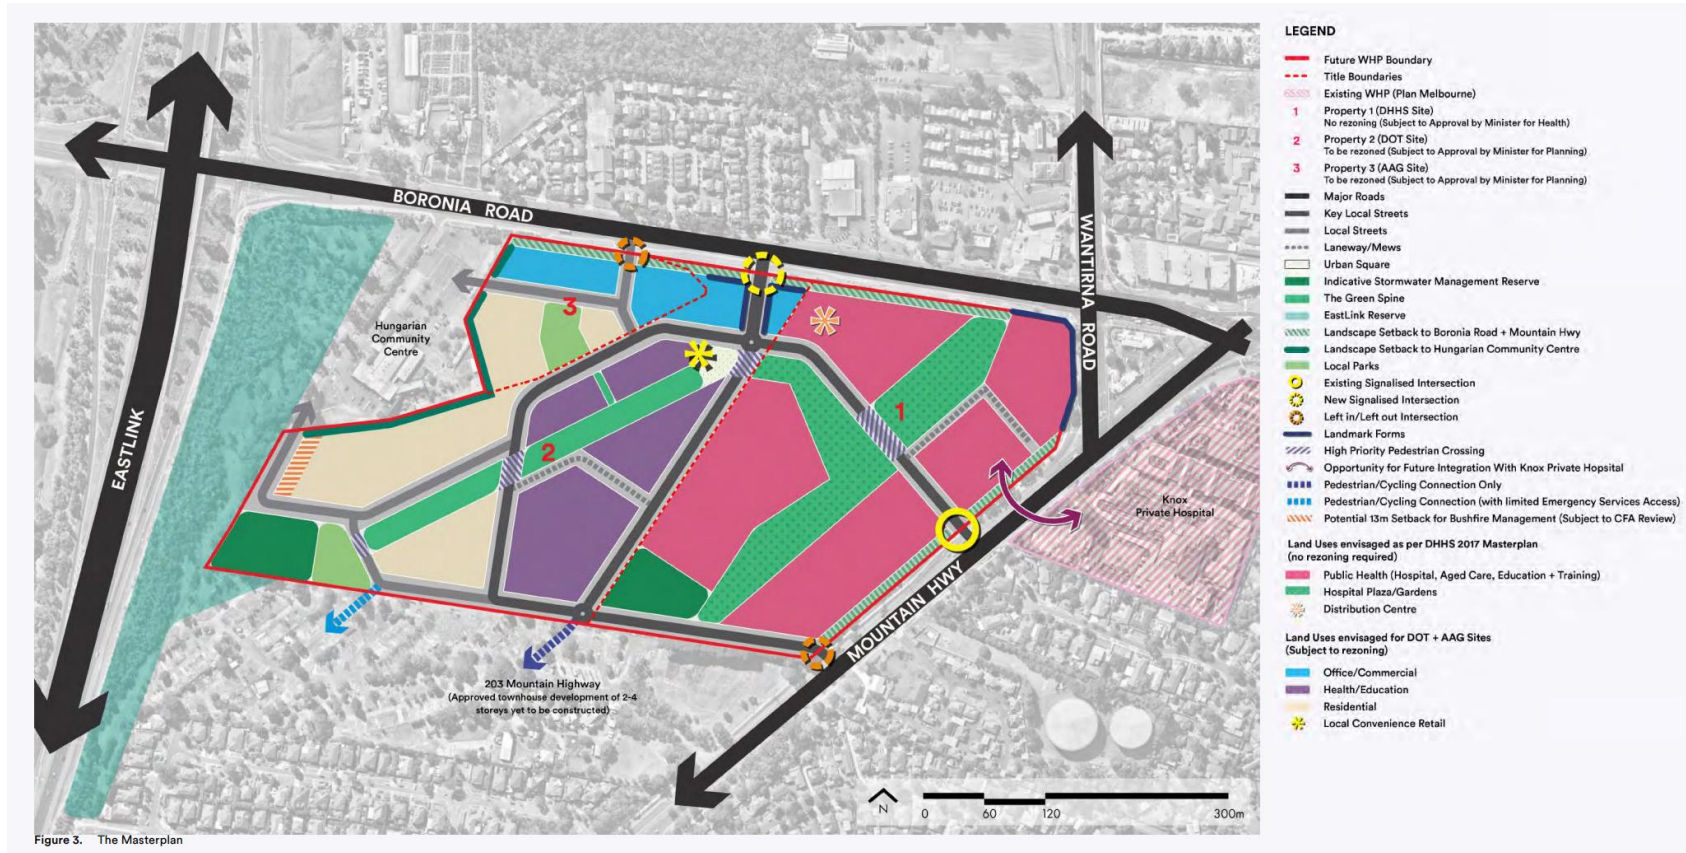 BORONIA ROAD
WANTIRNA ROAD
EASTLINK
MOUNTAIN HWY
Hungarian
Community
Centre
3
1
2
Knox
Private Hospital
203 Mountain Highway
(Approved townhouse development of 2-4
storeys yet to be constructed)
N
0 60 120 300m
Figure 3. The Masterplan
LEGEND
Future WHP Boundary
Title Boundaries
Existing WHP (Plan Melbourne)
1 Property 1 (DHHS Site)
No rezoning (Subject to Approval by Minister for Health)
2 Property 2 (DOT Site)
To be rezoned (Subject to Approval by Minister for Planning)
3 Property 3 (AAG Site)
To be rezoned (Subject to Approval by Minister for Planning)
Major Roads
Key Local Streets
Local Streets
Laneway/Mews
Urban Square
Indicative Stormwater Management Reserve
The Green Spine
EastLink Reserve
Landscape Setback to Boronia Road + Mountain Hwy
Landscape Setback to Hungarian Community Centre
Local Parks
Existing Signalised Intersection
New Signalised Intersection
Left in/Left out Intersection
Landmark Forms
High Priority Pedestrian Crossing
Opportunity for Future Integration With Knox Private Hopsital
Pedestrian/Cycling Connection Only
Pedestrian/Cycling Connection (with limited Emergency Services Access)
Potential 13m Setback for Bushfire Management (Subject to CFA Review)
Land Uses envisaged as per DHHS 2017 Masterplan
(no rezoning required)
Public Health (Hospital, Aged Care, Education + Training)
Hospital Plaza/Gardens
Distribution Centre
Land Uses envisaged for DOT + AAG Sites
(Subject to rezoning)
Office/Commercial
Health/Education
Residential
Local Convenience Retail